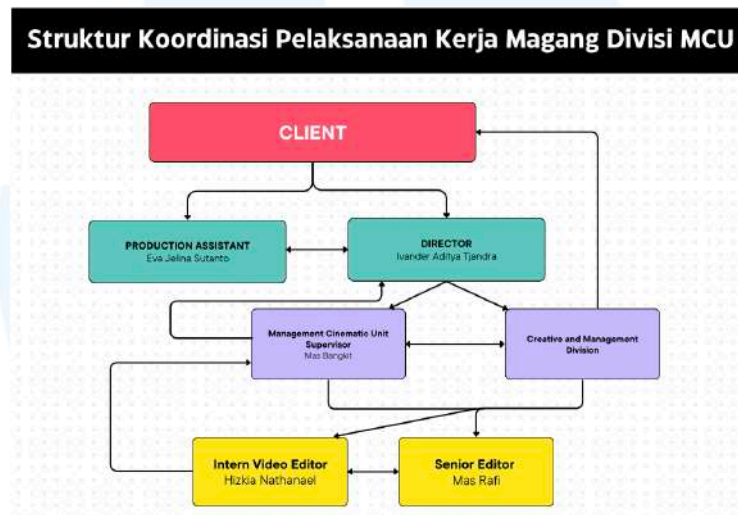 Struktur Koordinasi Pelaksanaan Kerja Magang Divisi MCU
CLIENT
PRODUCTION ASSISTANT
Eva Jelina Sutanto
DIRECTOR
Ivander Aditya Tjandra
Management Cinematic Unit
Supervisor
Mas Bangkit
Creative and Management
Division
Intern Video Editor
Hizkia Nathanael
Senior Editor
Mas Rafi